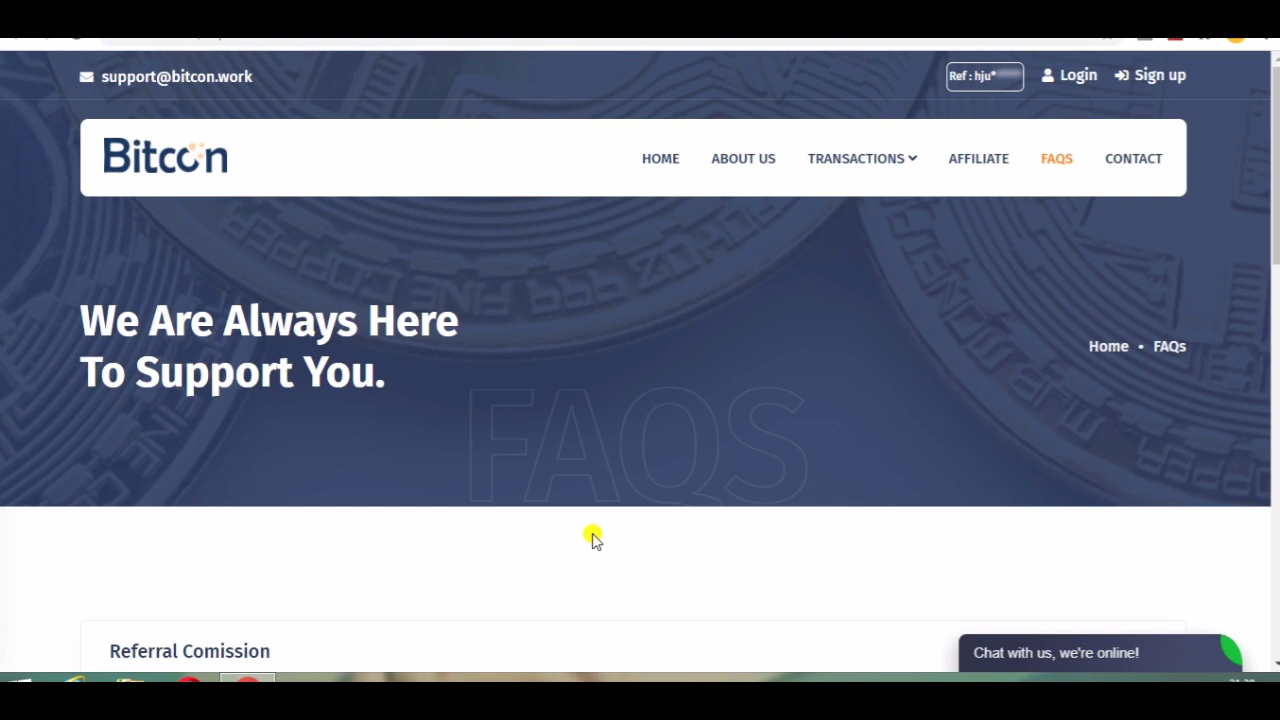 support@bitcon.work
Ref : hju*
Login
Sign up
Bitcon
HOME
ABOUT US
TRANSACTIONS
AFFILIATE
FAQS
CONTACT
We Are Always Here
To Support You.
Home • FAQs
FAQS
Referral Comission
Chat with us, we're online!